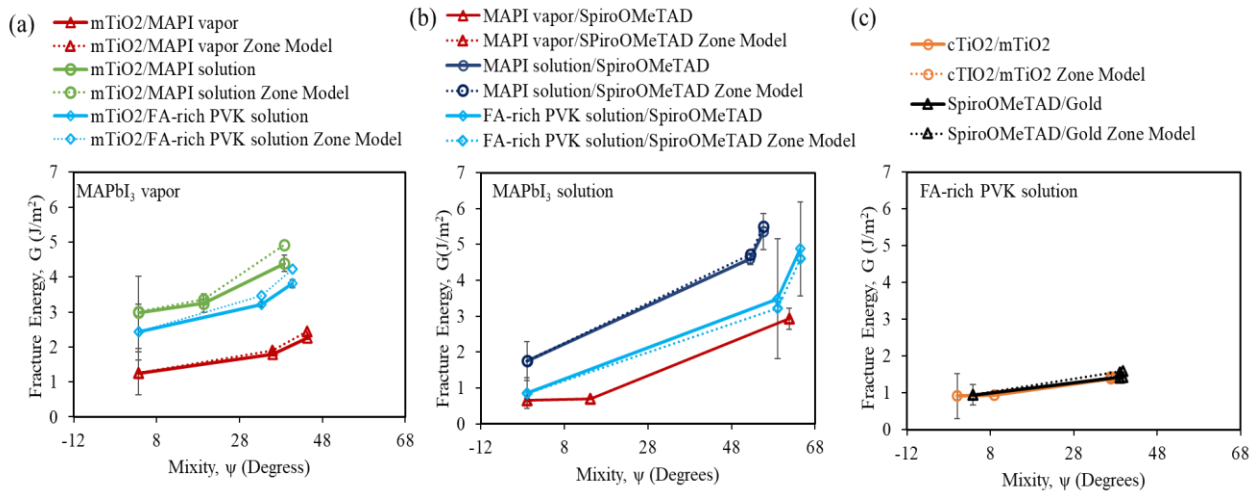 (a)
mTiO2/MAPI vapor
mTiO2/MAPI vapor Zone Model
mTiO2/MAPI solution
mTiO2/MAPI solution Zone Model
mTiO2/FA-rich PVK solution
mTiO2/FA-rich PVK solution Zone Model
MAPbI₃ vapor
Fracture Energy, G (J/m²)
7
6
5
4
3
2
1
0
-12 8 28 48 68
Mixity, ψ (Degrees)
(b)
MAPI vapor/SpiroOMeTAD
MAPI vapor/SPiroOMeTAD Zone Model
MAPI solution/SpiroOMeTAD
MAPI solution/SpiroOMeTAD Zone Model
FA-rich PVK solution/SpiroOMeTAD
FA-rich PVK solution/SpiroOMeTAD Zone Model
MAPbI₃ solution
Fracture Energy, G(J/m²)
7
6
5
4
3
2
1
0
-12 8 28 48 68
Mixity, ψ (Degrees)
(c)
cTiO2/mTiO2
cTIO2/mTiO2 Zone Model
SpiroOMeTAD/Gold
SpiroOMeTAD/Gold Zone Model
FA-rich PVK solution
Fracture Energy, G (J/m²)
7
6
5
4
3
2
1
0
-12 8 28 48 68
Mixity, ψ (Degrees)